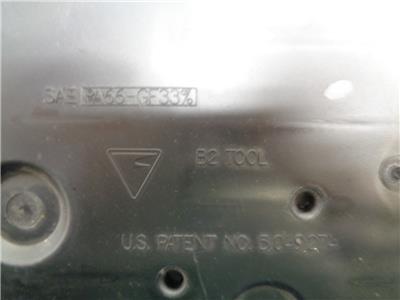 SAE PA66-GF33%
B2 TOOL
U.S. PATENT NO.